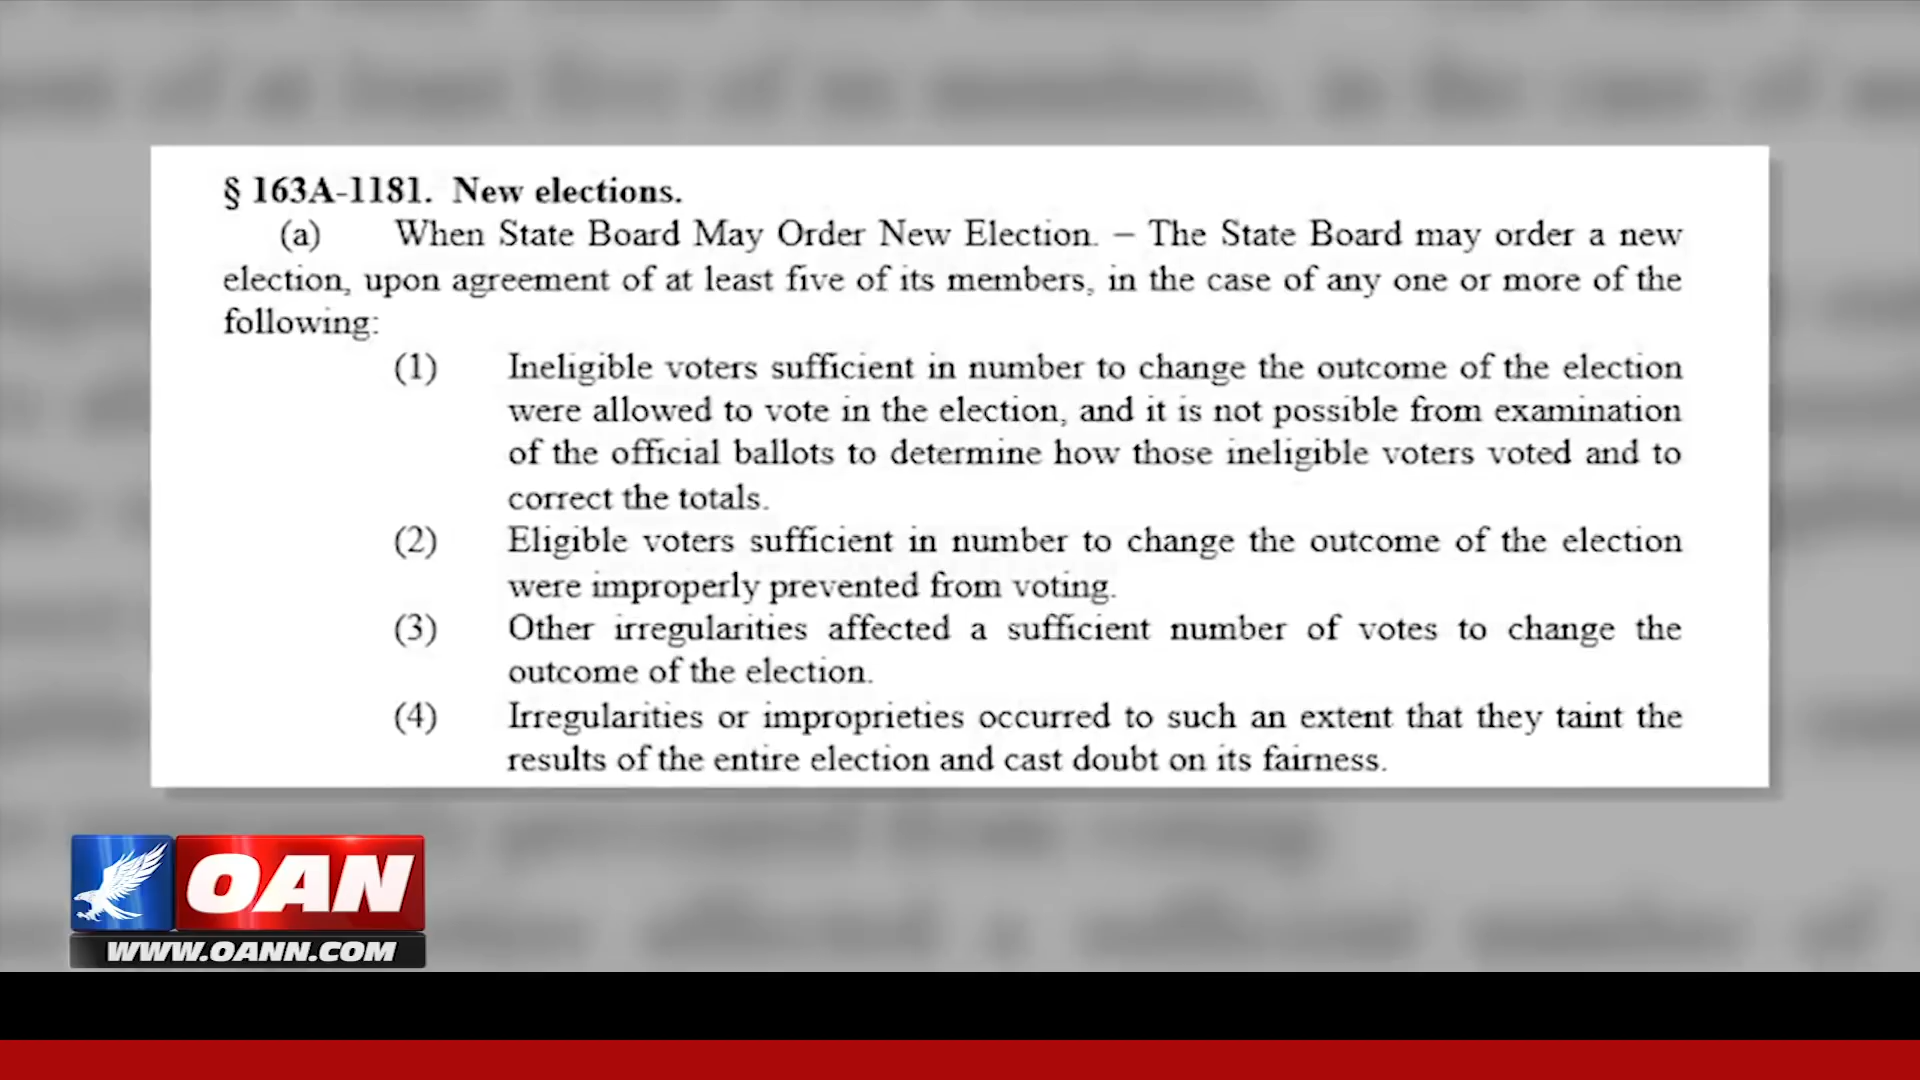 § 163A-1181. New elections.
(a) When State Board May Order New Election. – The State Board may order a new
election, upon agreement of at least five of its members, in the case of any one or more of the
following:
(1) Ineligible voters sufficient in number to change the outcome of the election
were allowed to vote in the election, and it is not possible from examination
of the official ballots to determine how those ineligible voters voted and to
correct the totals.
(2) Eligible voters sufficient in number to change the outcome of the election
were improperly prevented from voting.
(3) Other irregularities affected a sufficient number of votes to change the
outcome of the election.
(4) Irregularities or improprieties occurred to such an extent that they taint the
results of the entire election and cast doubt on its fairness.
OAN
WWW.OANN.COM